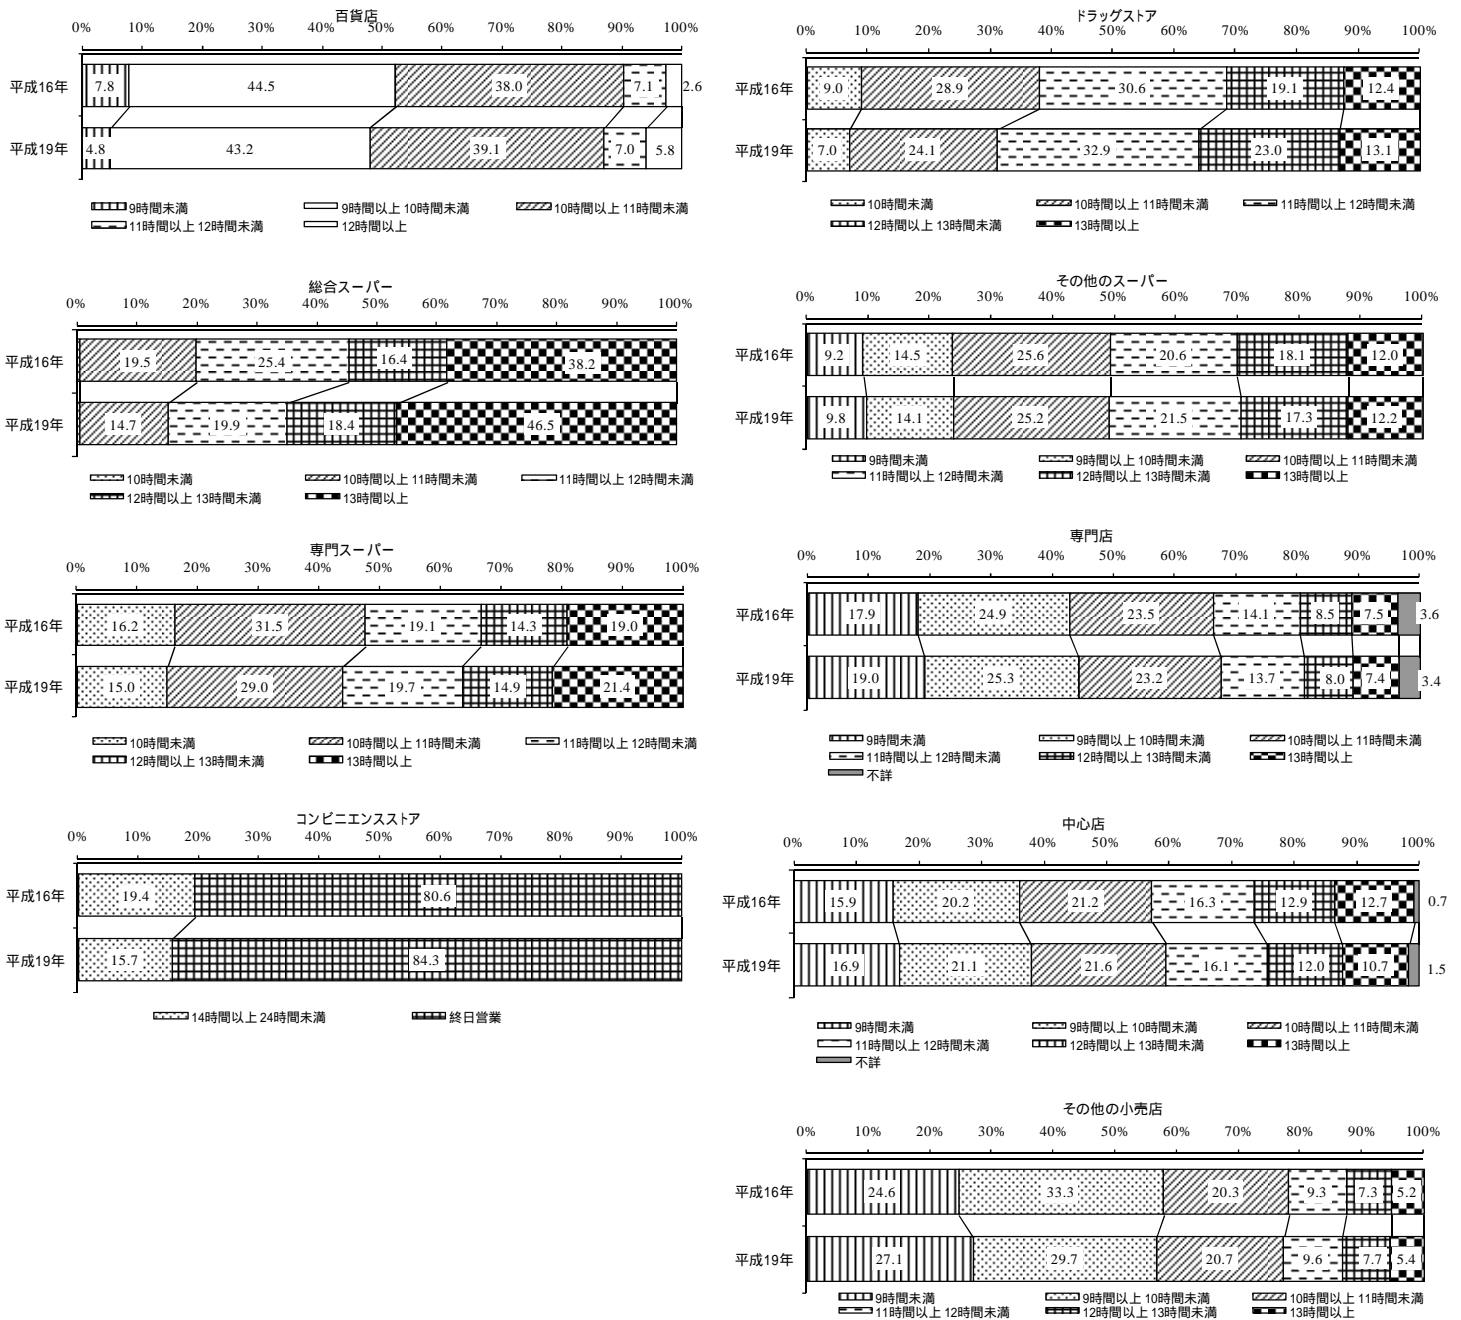 百貨店
0% 10% 20% 30% 40% 50% 60% 70% 80% 90% 100%
平成16年 7.8 44.5 38.0 7.1 2.6
平成19年 4.8 43.2 39.1 7.0 5.8
9時間未満 9時間以上 10時間未満 10時間以上 11時間未満
11時間以上 12時間未満 12時間以上
総合スーパー
0% 10% 20% 30% 40% 50% 60% 70% 80% 90% 100%
平成16年 19.5 25.4 16.4 38.2
平成19年 14.7 19.9 18.4 46.5
10時間未満 10時間以上 11時間未満 11時間以上 12時間未満
12時間以上 13時間未満 13時間以上
専門スーパー
0% 10% 20% 30% 40% 50% 60% 70% 80% 90% 100%
平成16年 16.2 31.5 19.1 14.3 19.0
平成19年 15.0 29.0 19.7 14.9 21.4
10時間未満 10時間以上 11時間未満 11時間以上 12時間未満
12時間以上 13時間未満 13時間以上
コンビニエンスストア
0% 10% 20% 30% 40% 50% 60% 70% 80% 90% 100%
平成16年 19.4 80.6
平成19年 15.7 84.3
14時間以上 24時間未満 終日営業
ドラッグストア
0% 10% 20% 30% 40% 50% 60% 70% 80% 90% 100%
平成16年 9.0 28.9 30.6 19.1 12.4
平成19年 7.0 24.1 32.9 23.0 13.1
10時間未満 10時間以上 11時間未満 11時間以上 12時間未満
12時間以上 13時間未満 13時間以上
その他のスーパー
0% 10% 20% 30% 40% 50% 60% 70% 80% 90% 100%
平成16年 9.2 14.5 25.6 20.6 18.1 12.0
平成19年 9.8 14.1 25.2 21.5 17.3 12.2
9時間未満 9時間以上 10時間未満 10時間以上 11時間未満
11時間以上 12時間未満 12時間以上 13時間未満 13時間以上
専門店
0% 10% 20% 30% 40% 50% 60% 70% 80% 90% 100%
平成16年 17.9 24.9 23.5 14.1 8.5 7.5 3.6
平成19年 19.0 25.3 23.2 13.7 8.0 7.4 3.4
9時間未満 9時間以上 10時間未満 10時間以上 11時間未満
11時間以上 12時間未満 12時間以上 13時間未満 13時間以上
不詳
中心店
0% 10% 20% 30% 40% 50% 60% 70% 80% 90% 100%
平成16年 15.9 20.2 21.2 16.3 12.9 12.7 0.7
平成19年 16.9 21.1 21.6 16.1 12.0 10.7 1.5
9時間未満 9時間以上 10時間未満 10時間以上 11時間未満
11時間以上 12時間未満 12時間以上 13時間未満 13時間以上
不詳
その他の小売店
0% 10% 20% 30% 40% 50% 60% 70% 80% 90% 100%
平成16年 24.6 33.3 20.3 9.3 7.3 5.2
平成19年 27.1 29.7 20.7 9.6 7.7 5.4
9時間未満 9時間以上 10時間未満 10時間以上 11時間未満
11時間以上 12時間未満 12時間以上 13時間未満 13時間以上